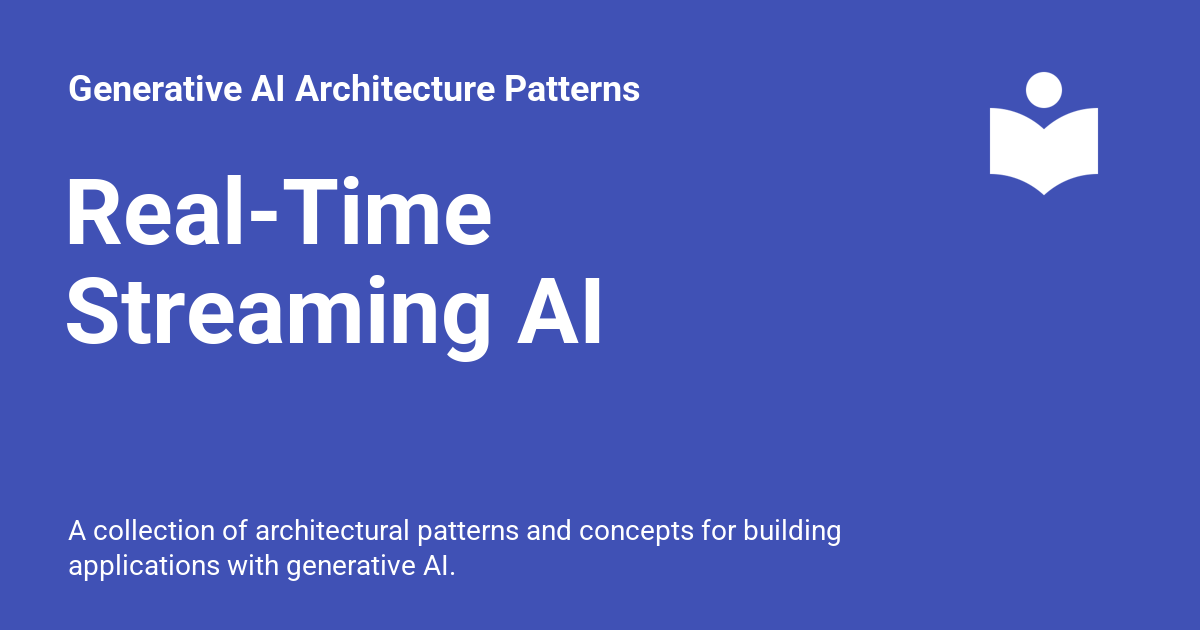 Generative AI Architecture Patterns
Real-Time
Streaming AI
A collection of architectural patterns and concepts for building
applications with generative AI.